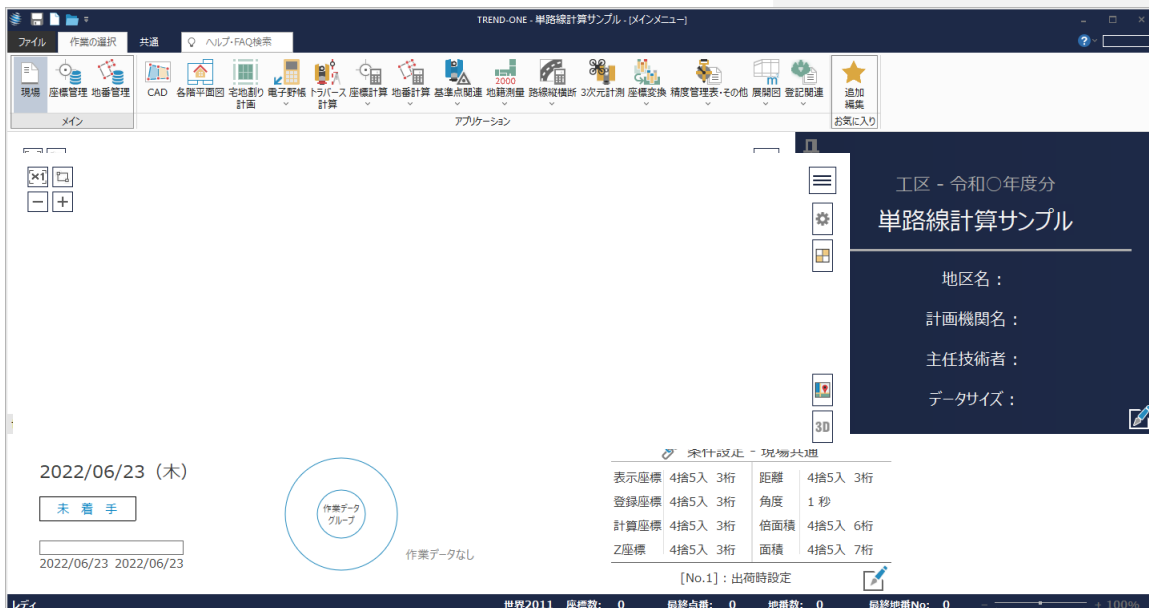 TREND-ONE - 単路線計算サンプル - [メインメニュー]
ファイル 作業の選択 共通 ヘルプ・FAQ検索
現場 座標管理 地番管理 CAD 各階平面図 宅地割り 計画 電子野帳 トラバース 計算 座標計算 地番計算 基準点関連 2000 地籍測量 路線縦横断 3次元計測 座標変換 精度管理表・その他 m 展開図 登記関連 追加 編集
メイン アプリケーション お気に入り
×1
工区 - 令和○年度分
単路線計算サンプル
地区名：
計画機関名：
主任技術者：
データサイズ：
3D
2022/06/23（木）
未着手
2022/06/23 2022/06/23
作業データ
グループ
作業データなし
条件設定 - 現場共通
表示座標 4捨5入 3桁 距離 4捨5入 3桁
登録座標 4捨5入 3桁 角度 1 秒
計算座標 4捨5入 3桁 倍面積 4捨5入 6桁
Z座標 4捨5入 3桁 面積 4捨5入 7桁
[No.1]：出荷時設定
レディ 世界2011 座標数: 0 最終点番: 0 地番数: 0 最終地番No: 0 100%